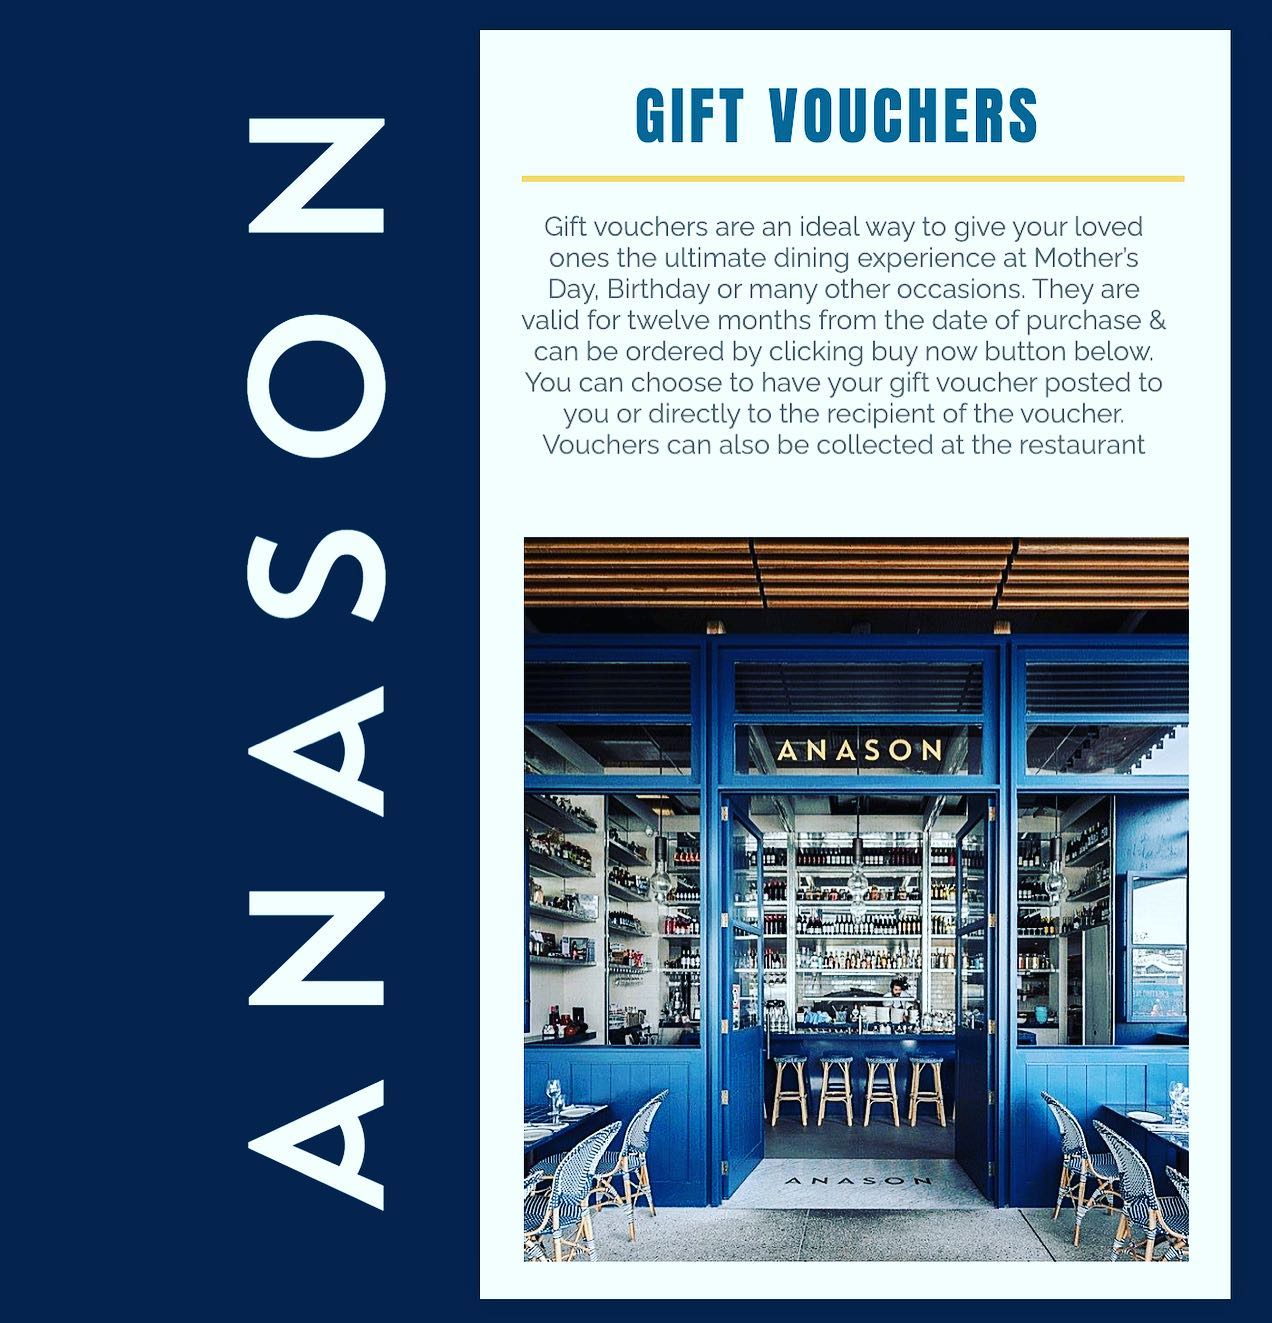 ANASON
GIFT VOUCHERS
Gift vouchers are an ideal way to give your loved
ones the ultimate dining experience at Mother's
Day, Birthday or many other occasions. They are
valid for twelve months from the date of purchase &
can be ordered by clicking buy now button below.
You can choose to have your gift voucher posted to
you or directly to the recipient of the voucher.
Vouchers can also be collected at the restaurant
ANASON
ANASON